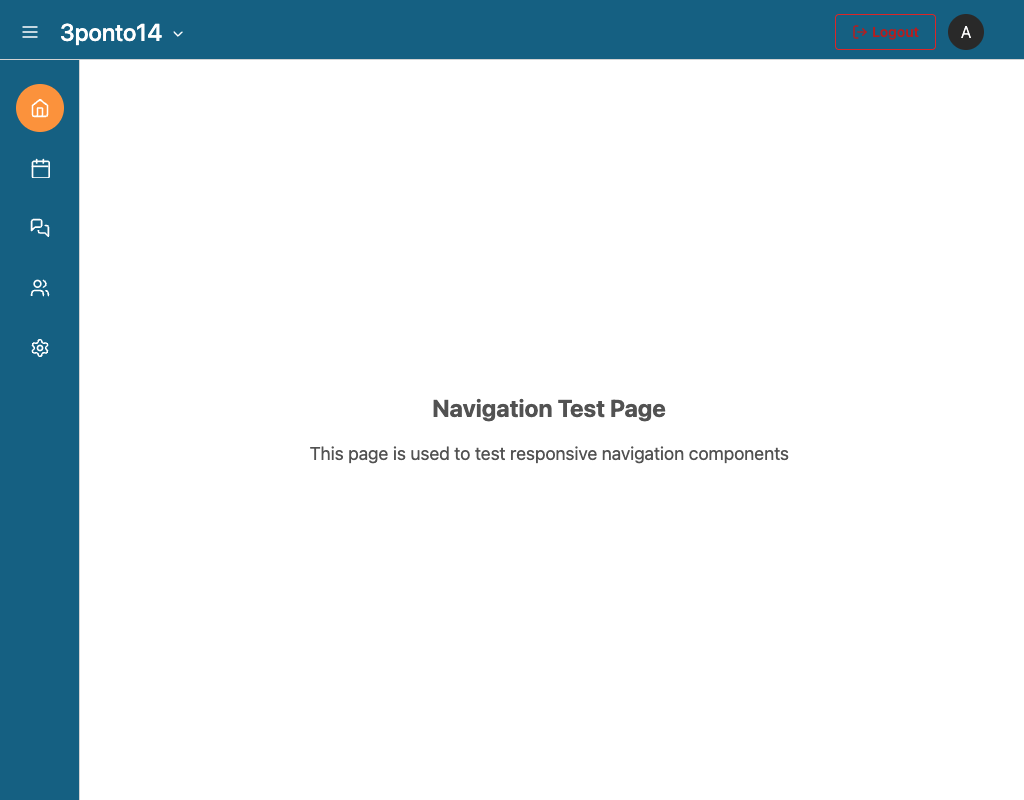 3ponto14
Logout
A
Navigation Test Page
This page is used to test responsive navigation components